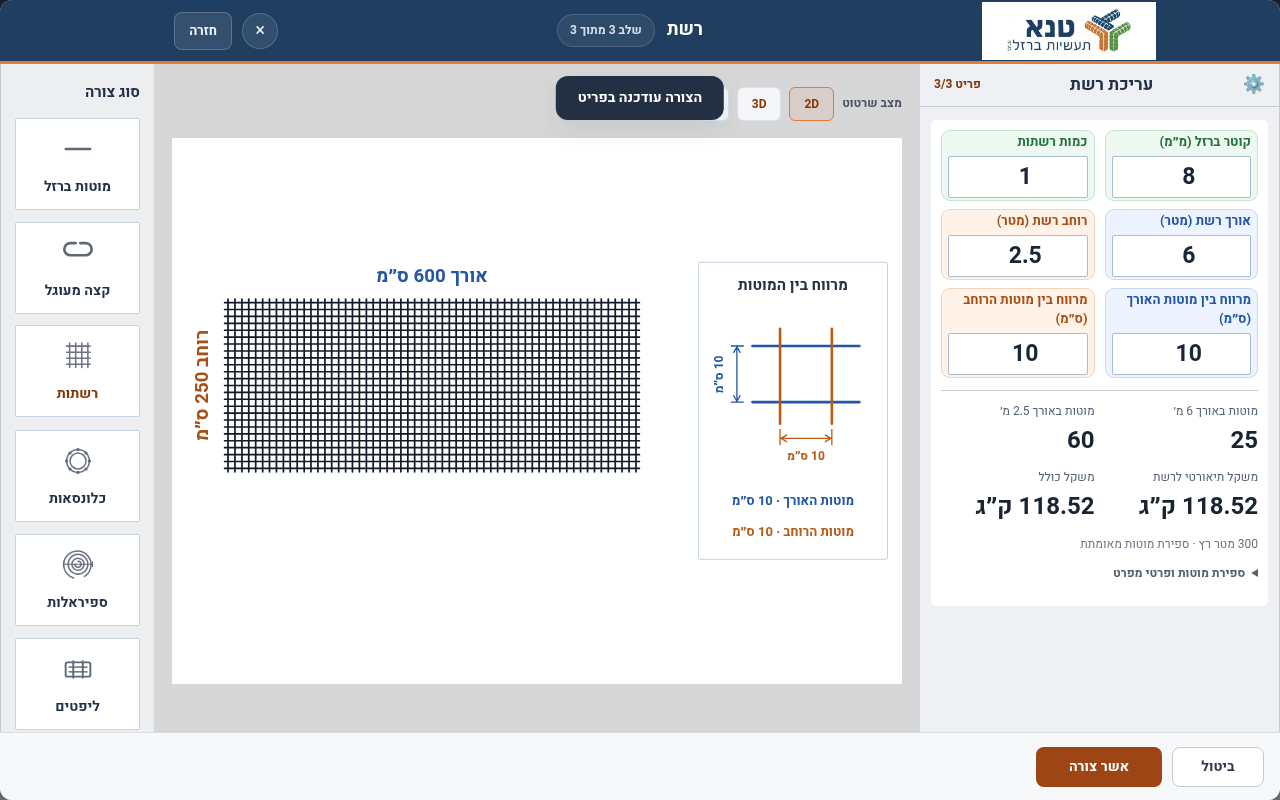 טנא
תעשיות ברזל
רשת
שלב 3 מתוך 3
×
חזרה
עריכת רשת
פריט 3/3
קוטר ברזל (מ״מ)
8
כמות רשתות
1
אורך רשת (מטר)
6
רוחב רשת (מטר)
2.5
מרווח בין מוטות האורך
(ס״מ)
10
מרווח בין מוטות הרוחב
(ס״מ)
10
מוטות באורך 6 מ׳
25
מוטות באורך 2.5 מ׳
60
משקל תיאורטי לרשת
118.52 ק״ג
משקל כולל
118.52 ק״ג
300 מטר רץ · ספירת מוטות מאומתת
ספירת מוטות ופרטי מפרט
מצב שרטוט
2D
3D
הצורה עודכנה בפריט
מרווח בין המוטות
10 ס״מ
10 ס״מ
מוטות האורך · 10 ס״מ
מוטות הרוחב · 10 ס״מ
אורך 600 ס״מ
רוחב 250 ס״מ
סוג צורה
מוטות ברזל
קצה מעוגל
רשתות
כלונסאות
ספיראלות
ליפטים
ביטול
אשר צורה